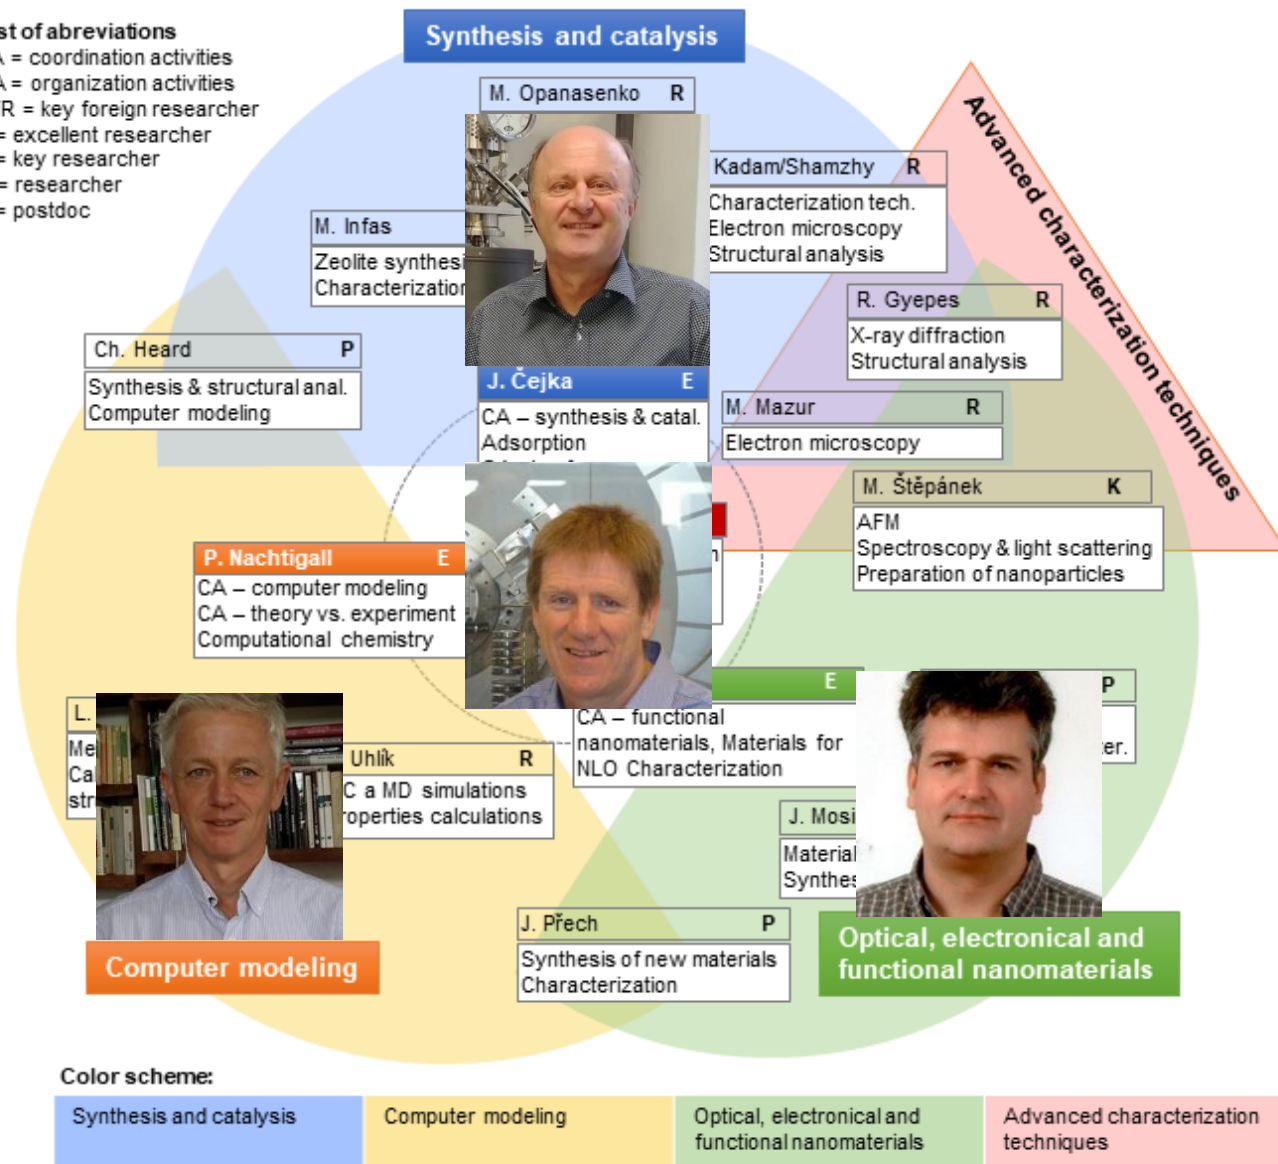 st of abreviations
= coordination activities
= organization activities
R = key foreign researcher
= excellent researcher
= key researcher
= researcher
= postdoc
Synthesis and catalysis
M. Opanasenko R
Kadam/Shamzhy R
Characterization tech.
Electron microscopy
Structural analysis
Advanced characterization techniques
M. Infas
Zeolite synthesi
Characterization
R. Gyepes R
X-ray diffraction
Structural analysis
Ch. Heard P
Synthesis & structural anal.
Computer modeling
J. Čejka E
CA – synthesis & catal.
Adsorption
M. Mazur R
Electron microscopy
M. Štěpánek K
AFM
Spectroscopy & light scattering
Preparation of nanoparticles
P. Nachtigall E
CA – computer modeling
CA – theory vs. experiment
Computational chemistry
E
CA – functional
nanomaterials, Materials for
NLO Characterization
P
er.
L.
Me
Cal
str
Uhlík R
C a MD simulations
roperties calculations
J. Mosi
Material
Synthes
J. Přech P
Synthesis of new materials
Characterization
Computer modeling
Optical, electronical and
functional nanomaterials
Color scheme:
Synthesis and catalysis
Computer modeling
Optical, electronical and
functional nanomaterials
Advanced characterization
techniques